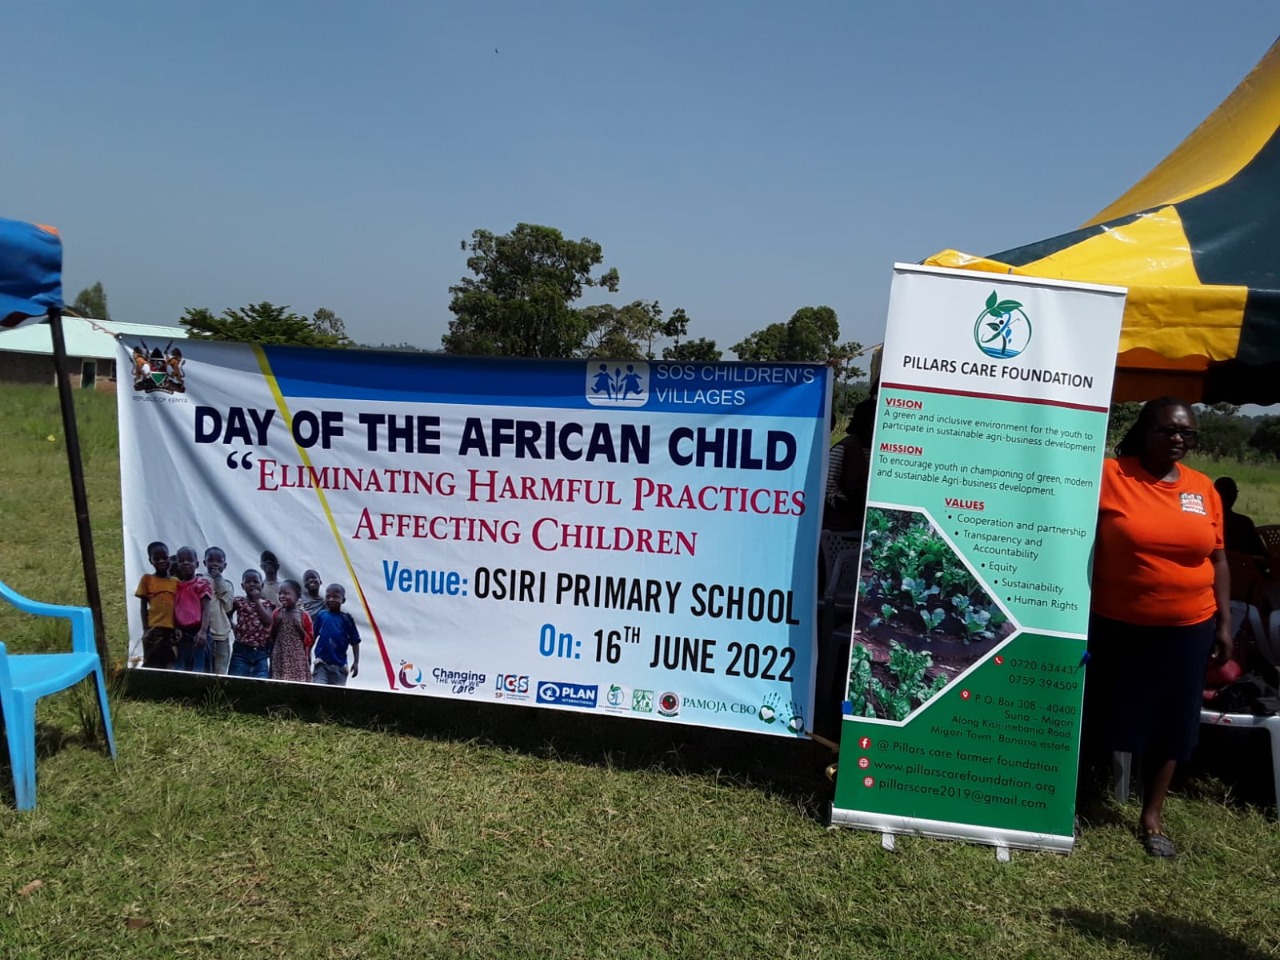 REPUBLIC OF KENYA
SOS CHILDREN'S
VILLAGES
DAY OF THE AFRICAN CHILD
"ELIMINATING HARMFUL PRACTICES
AFFECTING CHILDREN
Venue: OSIRI PRIMARY SCHOOL
On: 16TH JUNE 2022
Changing
THE WAY WE
care
ICS
SP
PLAN
INTERNATIONAL
PAMOJA CBO
PILLARS CARE FOUNDATION
VISION
A green and inclusive environment for the youth to
participate in sustainable agri-business development
MISSION
To encourage youth in championing of green, modern
and sustainable Agri-business development.
VALUES
• Cooperation and partnership
• Transparency and
Accountability
• Equity
• Sustainability
• Human Rights
0720 634437
0759 394509
P.O. Box 308 - 40400
Suna - Migori
Along Kisii-isebania Road,
Migori Town, Banana estate.
@ Pillars care farmer foundation
www.pillarscarefoundation.org
pillarscare2019@gmail.com